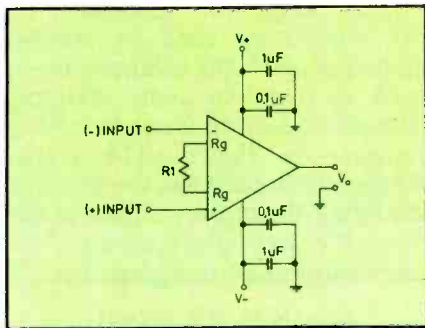 V+
1uF
0,1uF
(-) INPUT
-
Rg
R1
Rg
(+) INPUT
+
Vo
0,1uF
1uF
V-